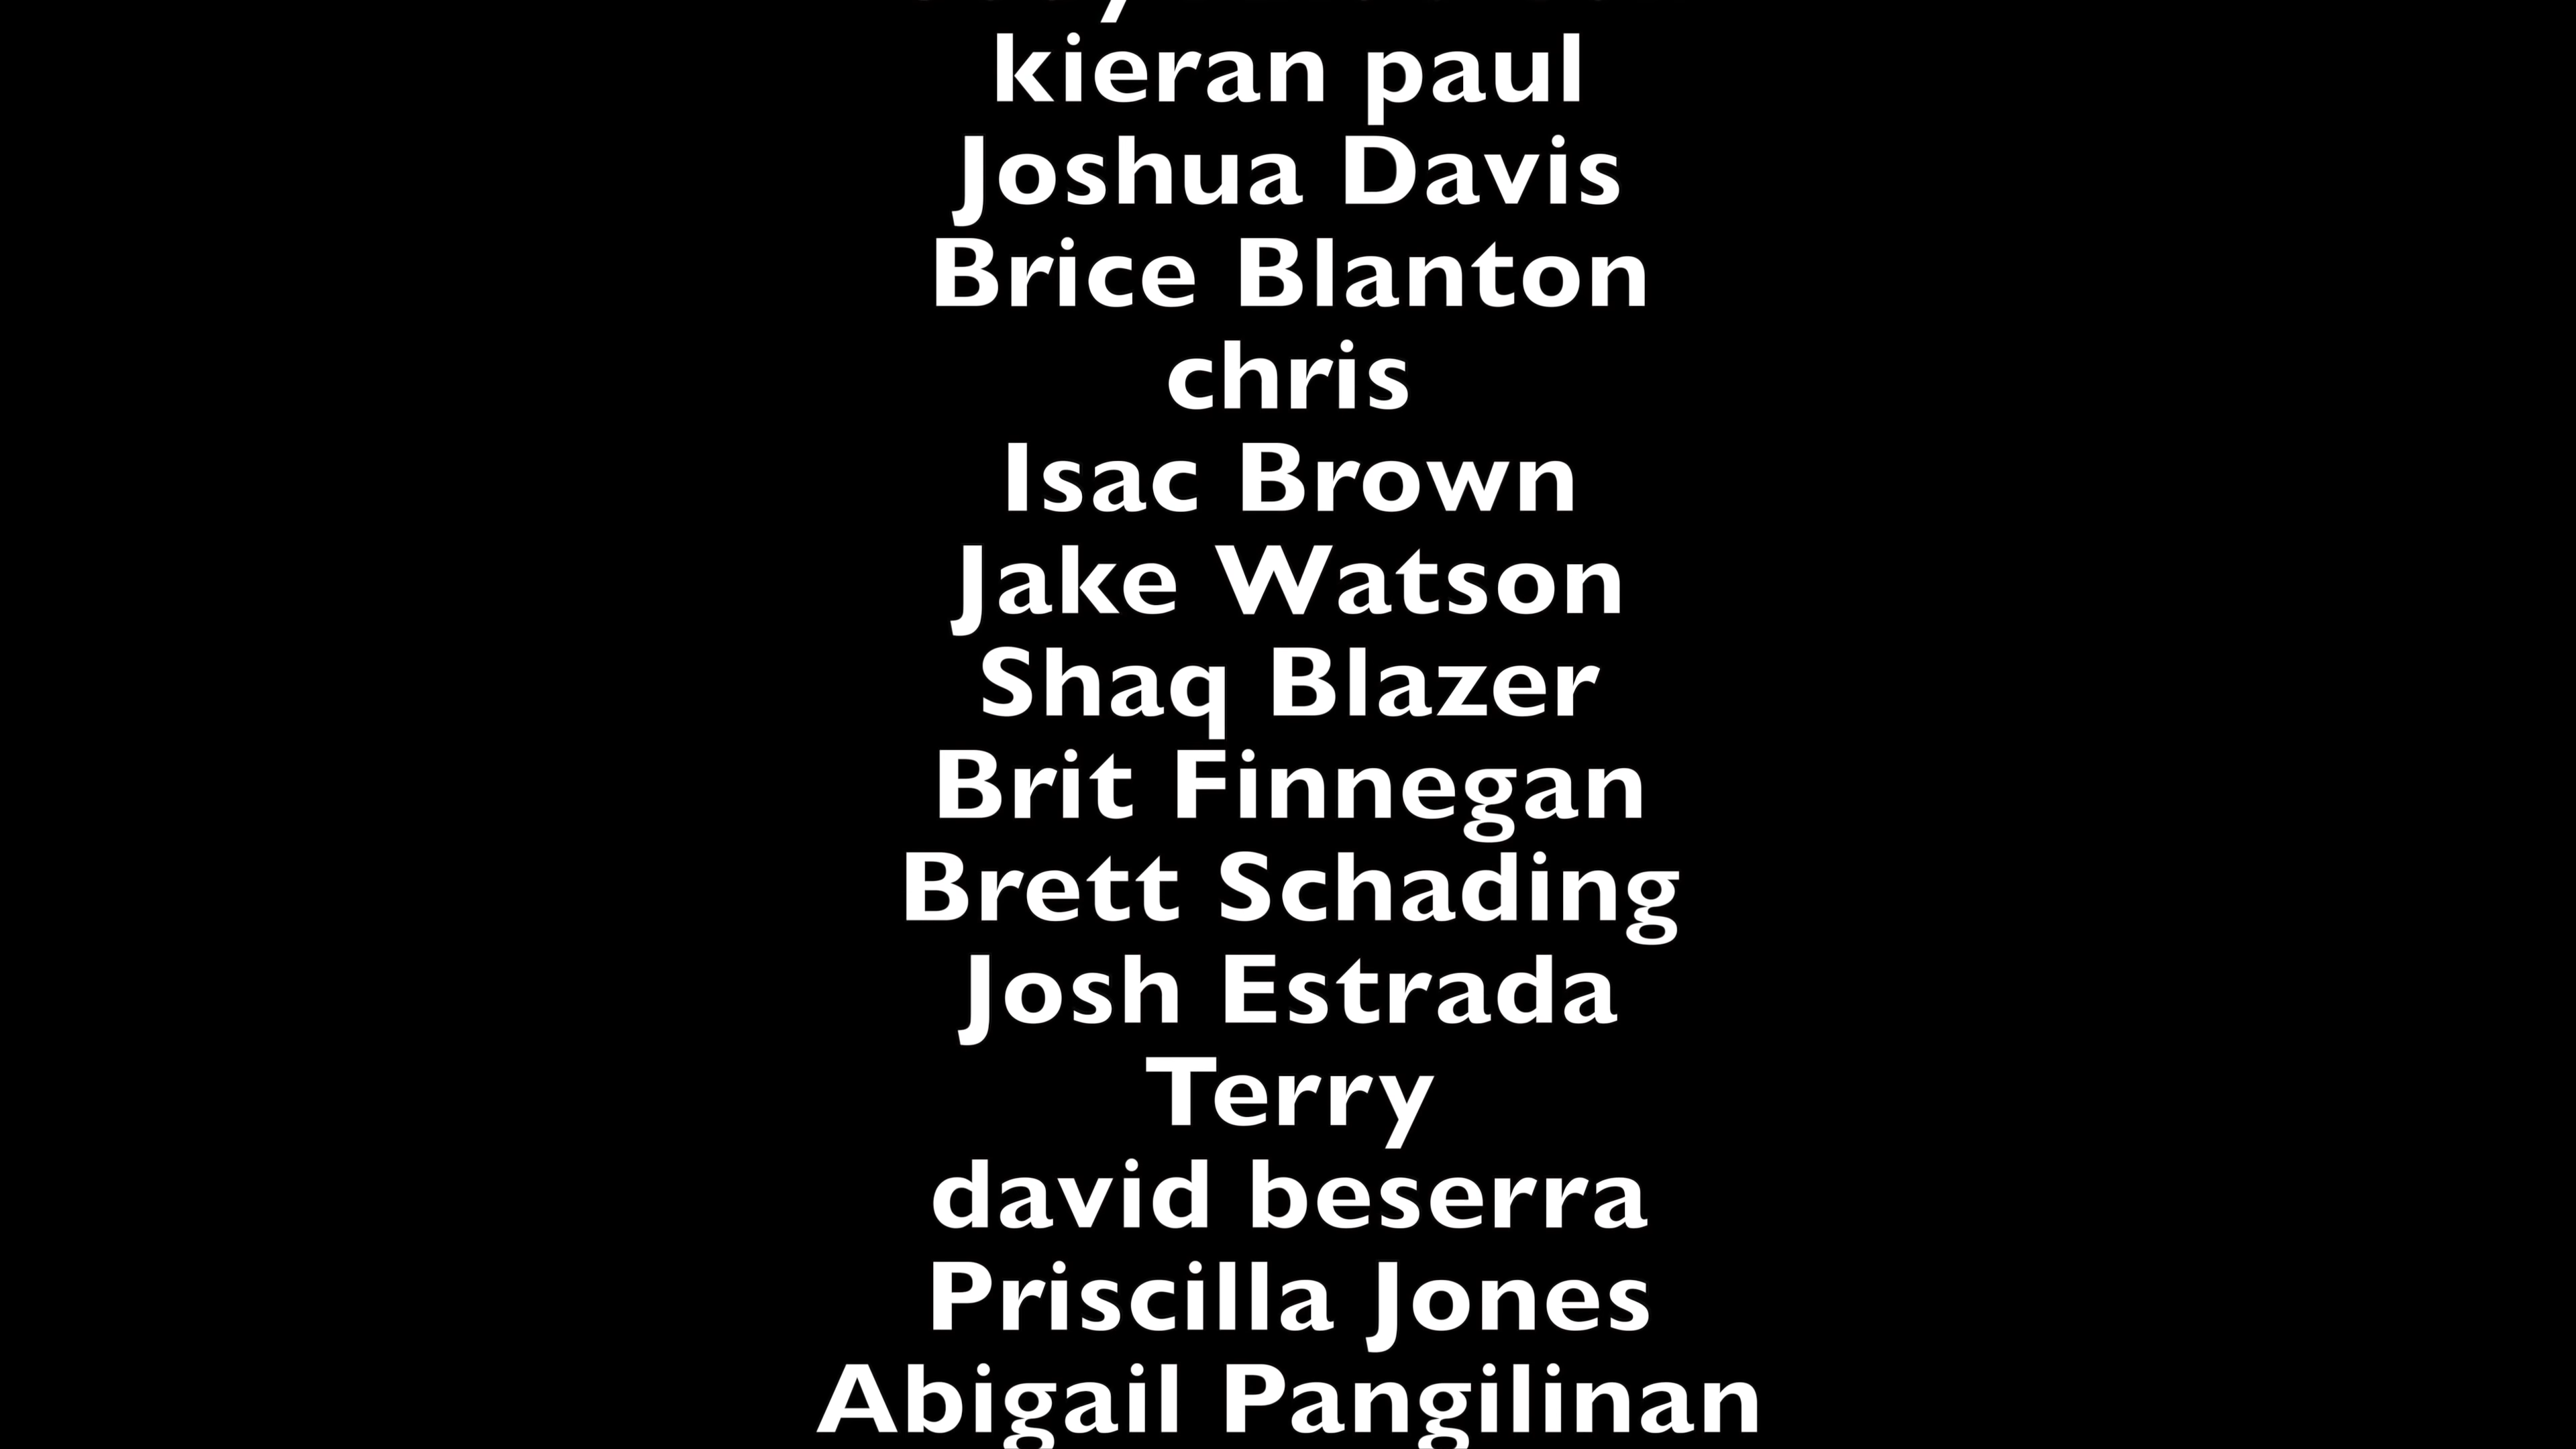 kieran paul
Joshua Davis
Brice Blanton
chris
Isac Brown
Jake Watson
Shaq Blazer
Brit Finnegan
Brett Schading
Josh Estrada
Terry
david beserra
Priscilla Jones
Abigail Pangilinan